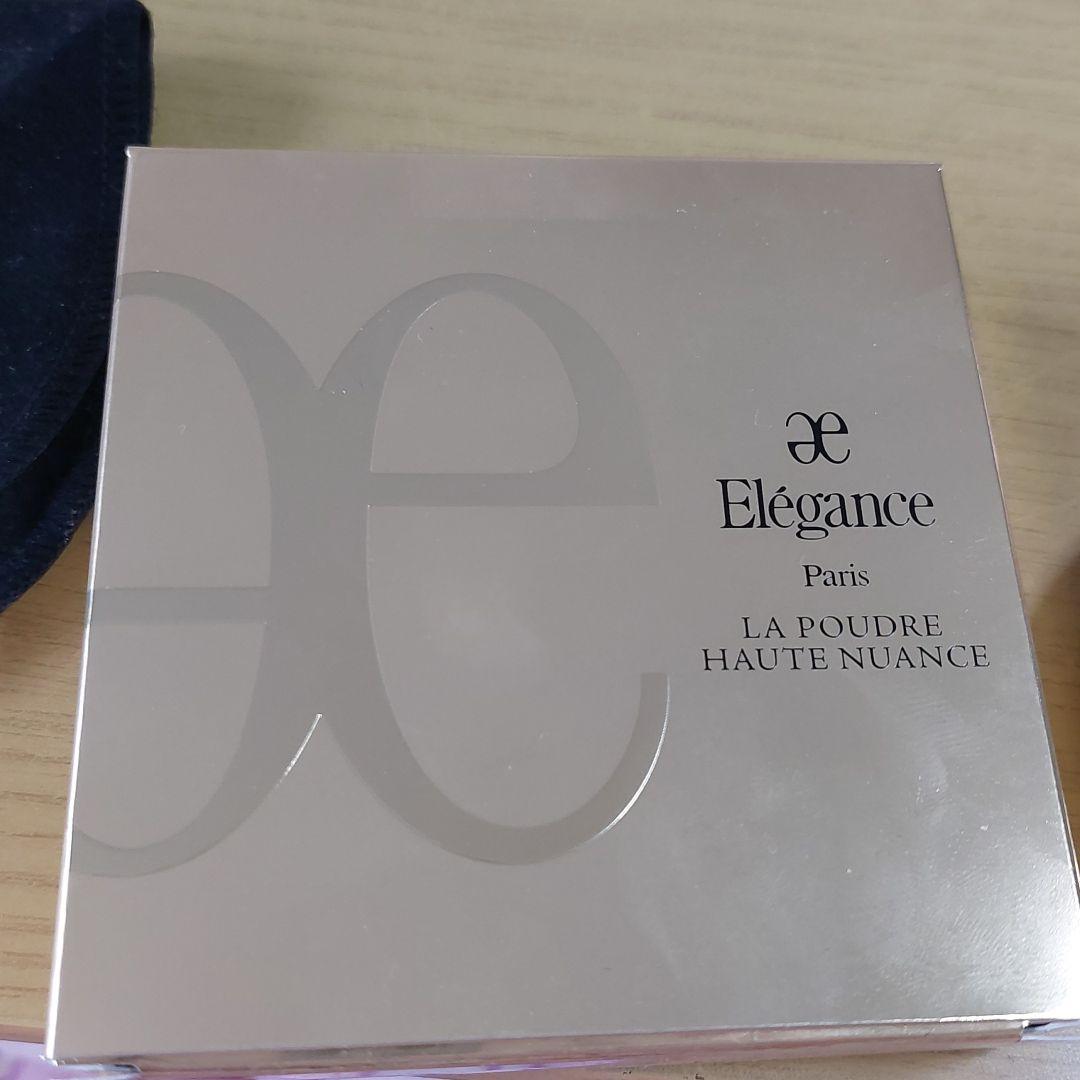 æ
Elégance
Paris
LA POUDRE
HAUTE NUANCE